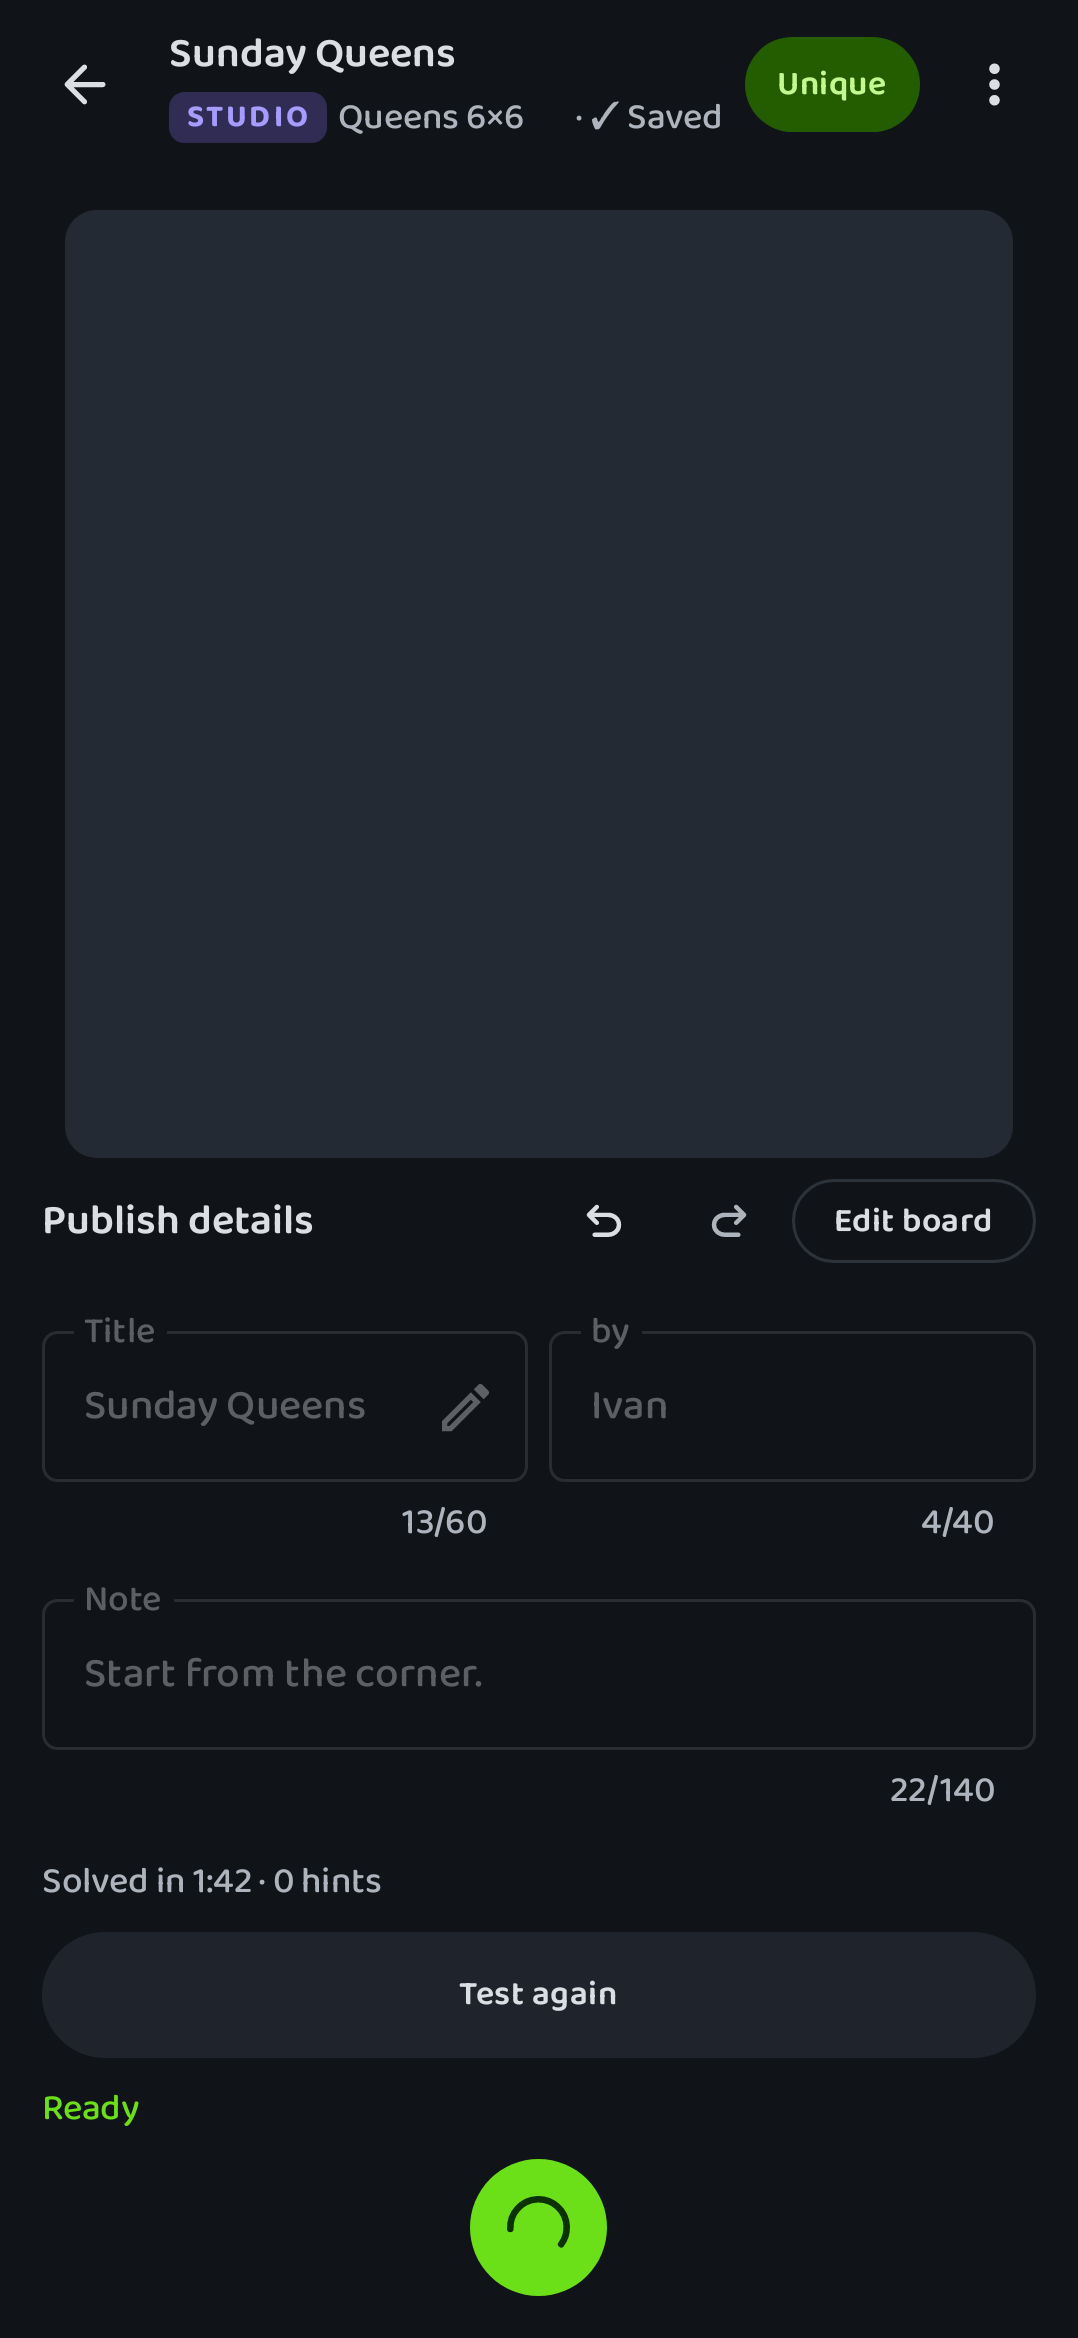 Sunday Queens
STUDIO Queens 6×6 · ✓ Saved
Unique
Publish details
Edit board
Title
Sunday Queens
13/60
by
Ivan
4/40
Note
Start from the corner.
22/140
Solved in 1:42 · 0 hints
Test again
Ready